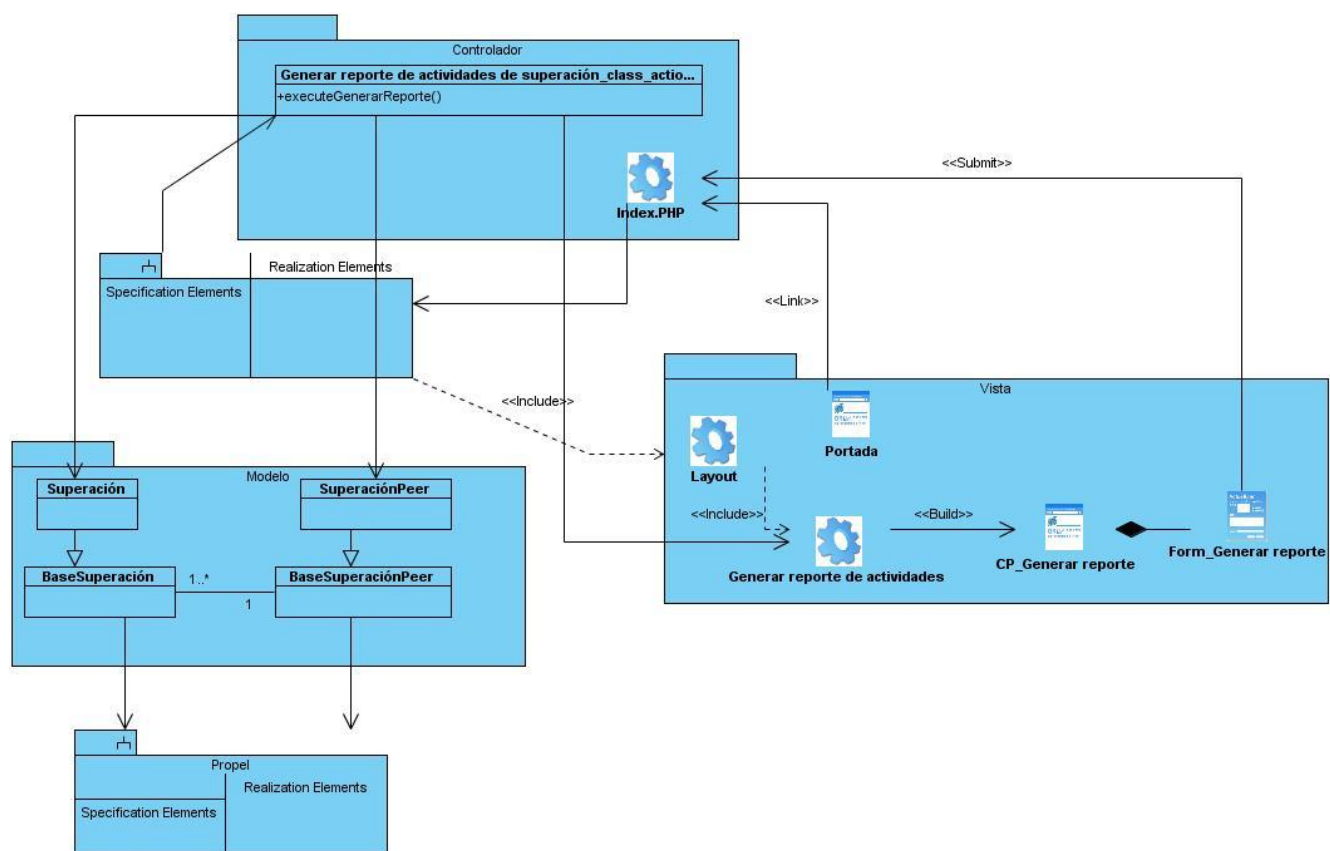 Controlador
Generar reporte de actividades de superación_class_actio...
+executeGenerarReporte()
<<Submit>>
Index.PHP
Realization Elements
Specification Elements
<<Link>>
<<Include>>
Vista
Portada
Layout
Modelo
Superación
SuperaciónPeer
<<Include>>
<<Build>>
Generar reporte de actividades
CP_Generar reporte
Form_Generar reporte
BaseSuperación
1..*
1
BaseSuperaciónPeer
Propel
Realization Elements
Specification Elements